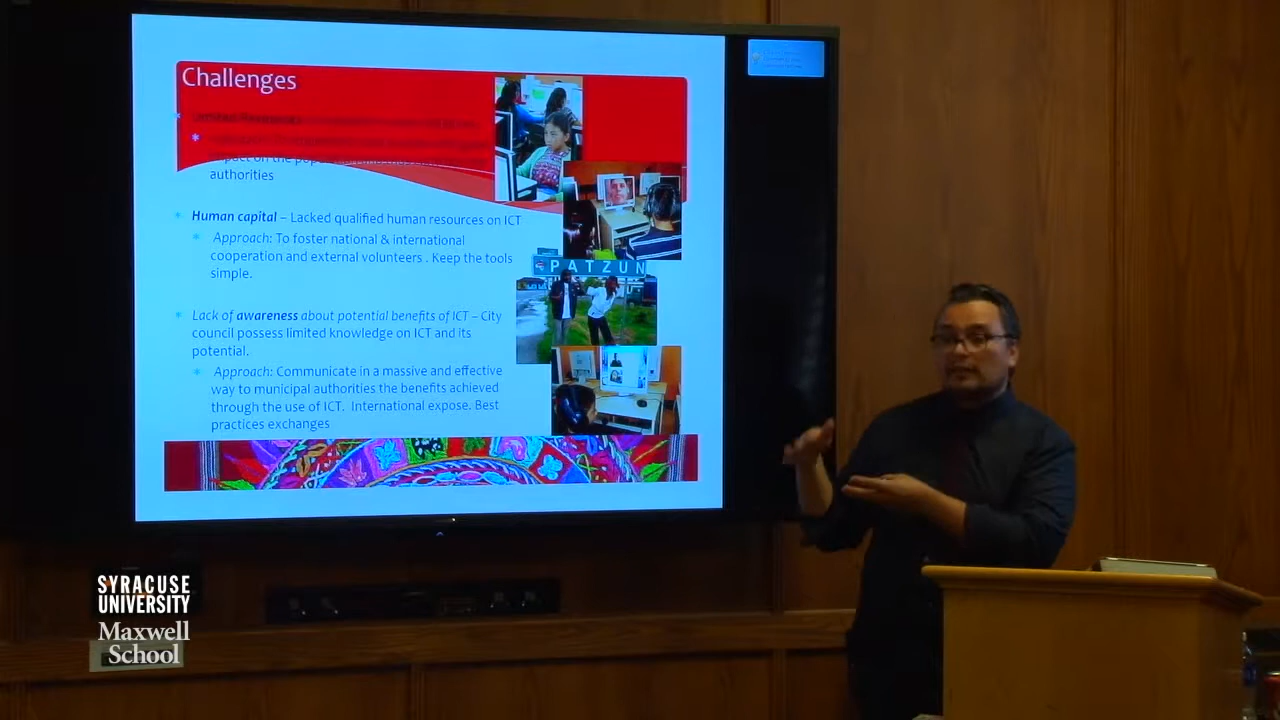 Challenges
Limited Resources
authorities
Human capital – Lacked qualified human resources on ICT
Approach: To foster national & international
cooperation and external volunteers . Keep the tools
simple.
Lack of awareness about potential benefits of ICT – City
council possess limited knowledge on ICT and its
potential.
Approach: Communicate in a massive and effective
way to municipal authorities the benefits achieved
through the use of ICT. International expose. Best
practices exchanges
PATZUN
SYRACUSE
UNIVERSITY
Maxwell
School